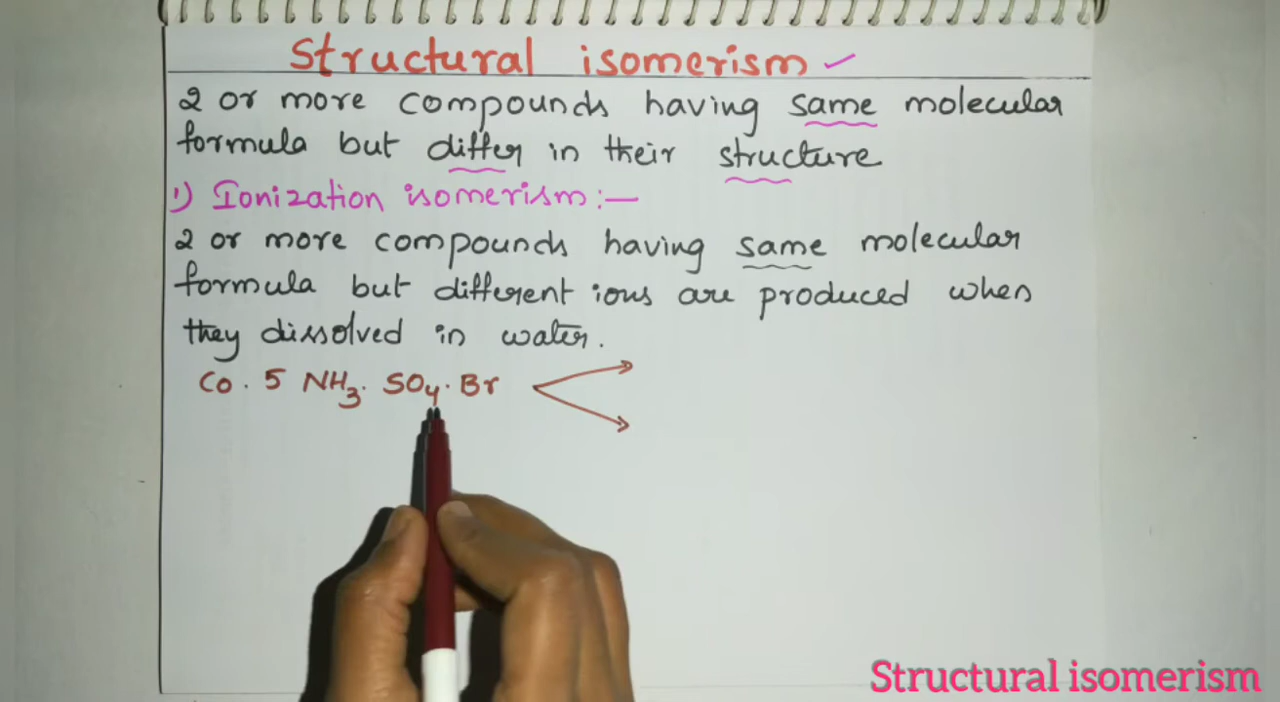 Structural isomerism ✓
2 or more compounds having same molecular
formula but differ in their structure
1) Ionization isomerism:—
2 or more compounds having same molecular
formula but different ions are produced when
they dissolved in water.
Co . 5 NH₃. SO₄. Br
Structural isomerism